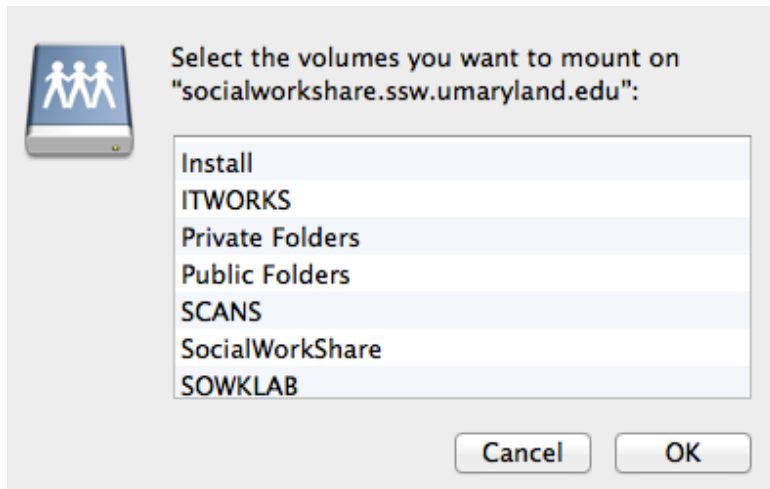 Select the volumes you want to mount on
“socialworkshare.ssw.umaryland.edu”:
Install
ITWORKS
Private Folders
Public Folders
SCANS
SocialWorkShare
SOWKLAB
Cancel
OK